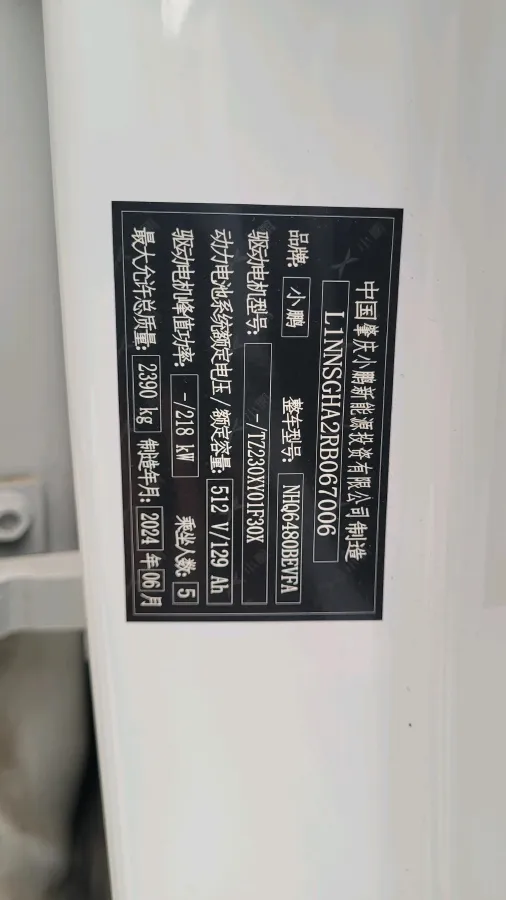 中国肇庆小鹏新能源投资有限公司制造
L1NNSGHA2RB067006
品牌: 小鹏 整车型号: NHQ6480BEVFA
驱动电机型号: -/TZ230XY01F30X
动力电池系统额定电压/额定容量: 512 V/129 Ah
驱动电机峰值功率: -/218 kW 乘坐人数: 5
最大允许总质量: 2390 kg 制造年月: 2024 年 06 月